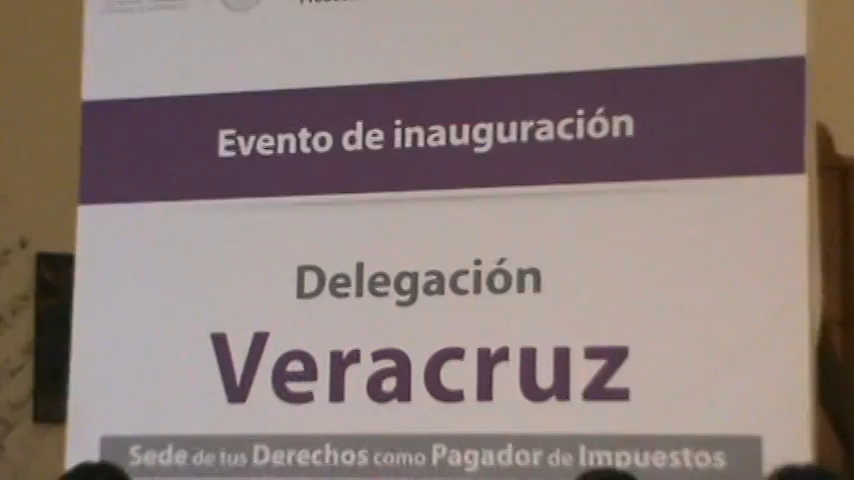 Evento de inauguración
Delegación
Veracruz
Sede de tus Derechos como Pagador de Impuestos